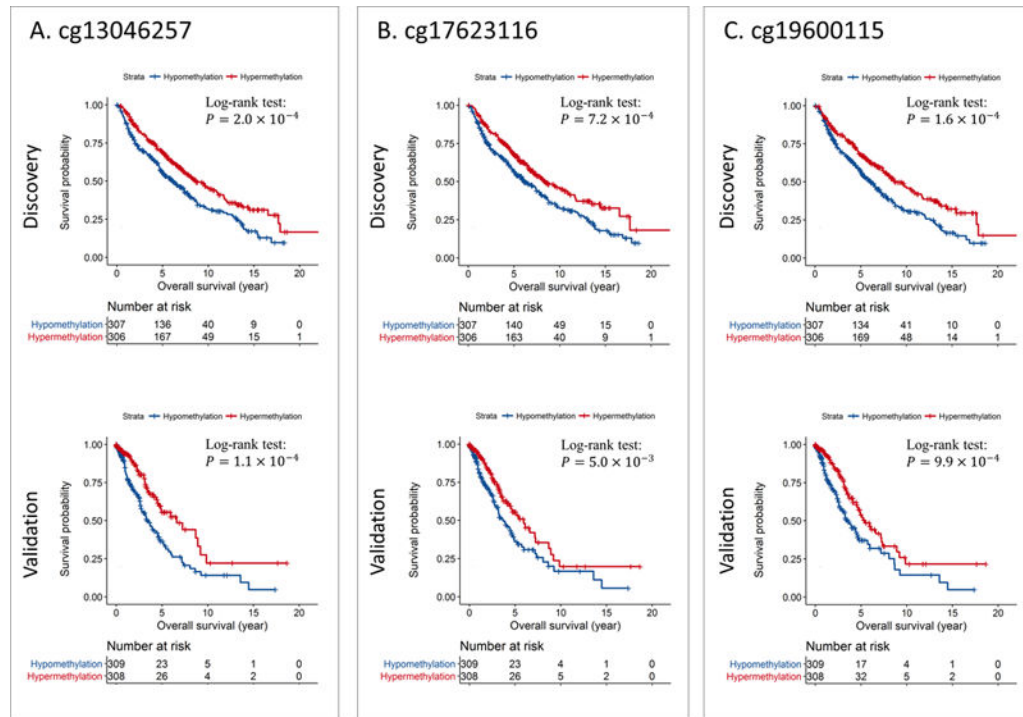 A. cg13046257
Discovery
Strata Hypomethylation Hypermethylation
Log-rank test:
P = 2.0 × 10⁻⁴
Survival probability
1.00
0.75
0.50
0.25
0.00
0 5 10 15 20
Overall survival (year)
Number at risk
Hypomethylation 307 136 40 9 0
Hypermethylation 306 167 49 15 1
Validation
Strata Hypomethylation Hypermethylation
Log-rank test:
P = 1.1 × 10⁻⁴
Survival probability
1.00
0.75
0.50
0.25
0.00
0 5 10 15 20
Overall survival (year)
Number at risk
Hypomethylation 309 23 5 1 0
Hypermethylation 308 26 4 2 0
B. cg17623116
Discovery
Strata Hypomethylation Hypermethylation
Log-rank test:
P = 7.2 × 10⁻⁴
Survival probability
1.00
0.75
0.50
0.25
0.00
0 5 10 15 20
Overall survival (year)
Number at risk
Hypomethylation 307 140 49 15 0
Hypermethylation 306 163 40 9 1
Validation
Strata Hypomethylation Hypermethylation
Log-rank test:
P = 5.0 × 10⁻³
Survival probability
1.00
0.75
0.50
0.25
0.00
0 5 10 15 20
Overall survival (year)
Number at risk
Hypomethylation 309 23 4 1 0
Hypermethylation 308 26 5 2 0
C. cg19600115
Discovery
Strata Hypomethylation Hypermethylation
Log-rank test:
P = 1.6 × 10⁻⁴
Survival probability
1.00
0.75
0.50
0.25
0.00
0 5 10 15 20
Overall survival (year)
Number at risk
Hypomethylation 307 134 41 10 0
Hypermethylation 306 169 48 14 1
Validation
Strata Hypomethylation Hypermethylation
Log-rank test:
P = 9.9 × 10⁻⁴
Survival probability
1.00
0.75
0.50
0.25
0.00
0 5 10 15 20
Overall survival (year)
Number at risk
Hypomethylation 309 17 4 1 0
Hypermethylation 308 32 5 2 0